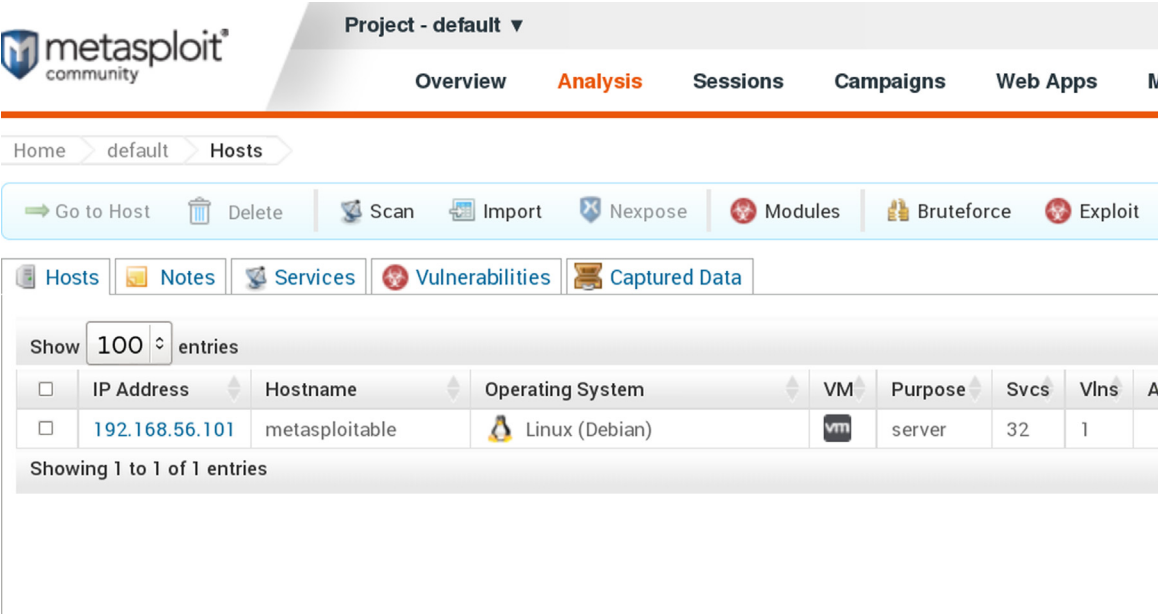 Project - default ▼
metasploit®
community
Overview Analysis Sessions Campaigns Web Apps M
Home default Hosts
Go to Host Delete Scan Import Nexpose Modules Bruteforce Exploit
Hosts Notes Services Vulnerabilities Captured Data
Show 100 entries
IP Address Hostname Operating System VM Purpose Svcs Vlns A
192.168.56.101 metasploitable Linux (Debian) vm server 32 1
Showing 1 to 1 of 1 entries